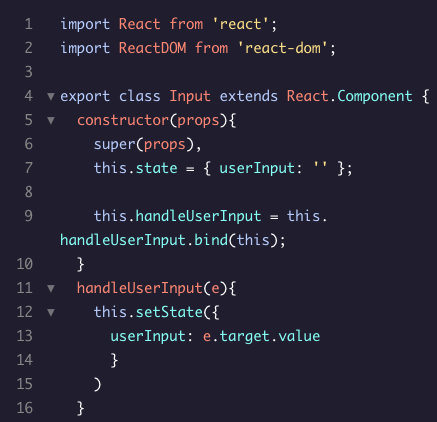 1 import React from 'react';
2 import ReactDOM from 'react-dom';
3
4 ▼ export class Input extends React.Component {
5 ▼   constructor(props){
6     super(props),
7     this.state = { userInput: '' };
8
9     this.handleUserInput = this.
handleUserInput.bind(this);
10   }
11 ▼   handleUserInput(e){
12 ▼     this.setState({
13       userInput: e.target.value
14       }
15     )
16   }